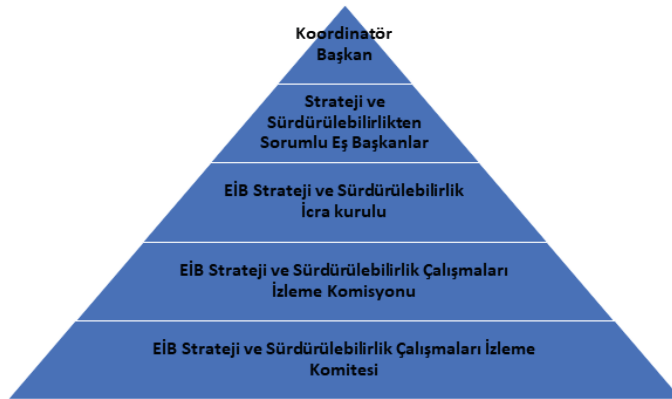 Koordinatör
Başkan
Strateji ve
Sürdürülebilirlikten
Sorumlu Eş Başkanlar
EİB Strateji ve Sürdürülebilirlik
İcra kurulu
EİB Strateji ve Sürdürülebilirlik Çalışmaları
İzleme Komisyonu
EİB Strateji ve Sürdürülebilirlik Çalışmaları İzleme
Komitesi